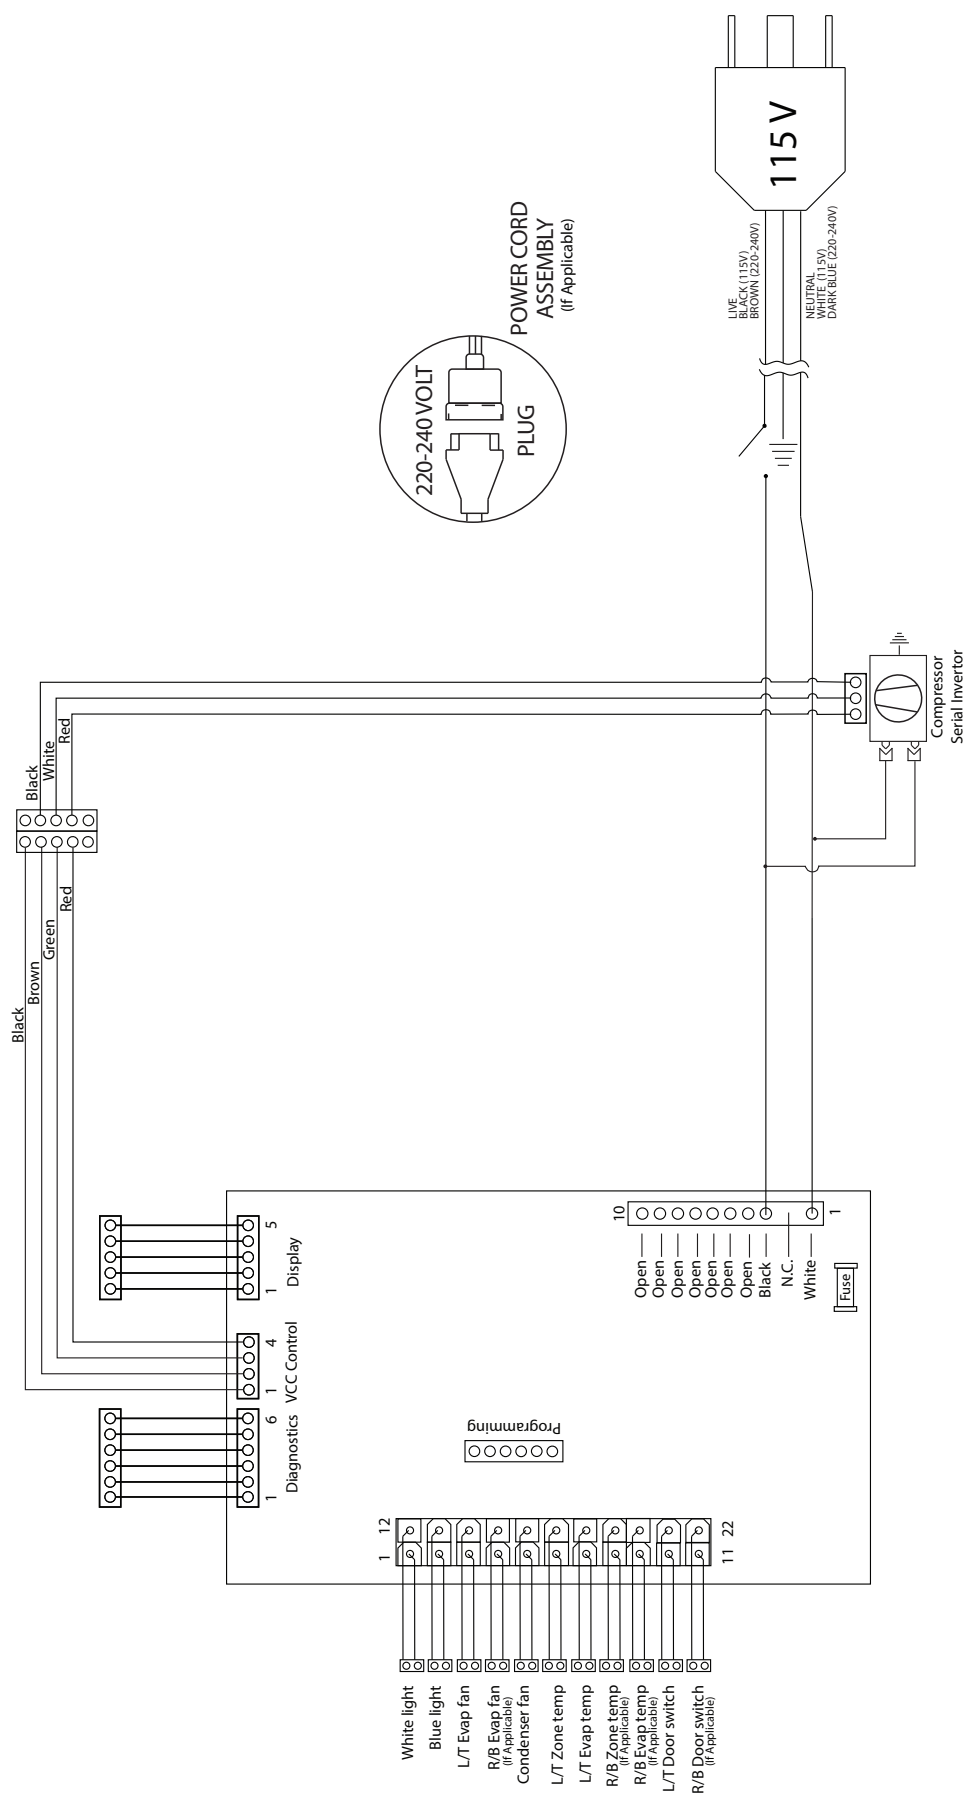 115 V
LIVE
BLACK (115V)
BROWN (220-240V)
NEUTRAL
WHITE (115V)
DARK BLUE (220-240V)
POWER CORD
ASSEMBLY
(If Applicable)
220-240 VOLT
PLUG
Compressor
Serial Invertor
Black
White
Red
Black
Brown
Green
Red
5
1
Display
4
1
VCC Control
6
1
Diagnostics
Programming
10
1
Open
Open
Open
Open
Open
Open
Open
Black
N.C.
White
Fuse
12
1
22
11
White light
Blue light
L/T Evap fan
R/B Evap fan
(If Applicable)
Condenser fan
L/T Zone temp
L/T Evap temp
R/B Zone temp
(If Applicable)
R/B Evap temp
(If Applicable)
L/T Door switch
R/B Door switch
(If Applicable)